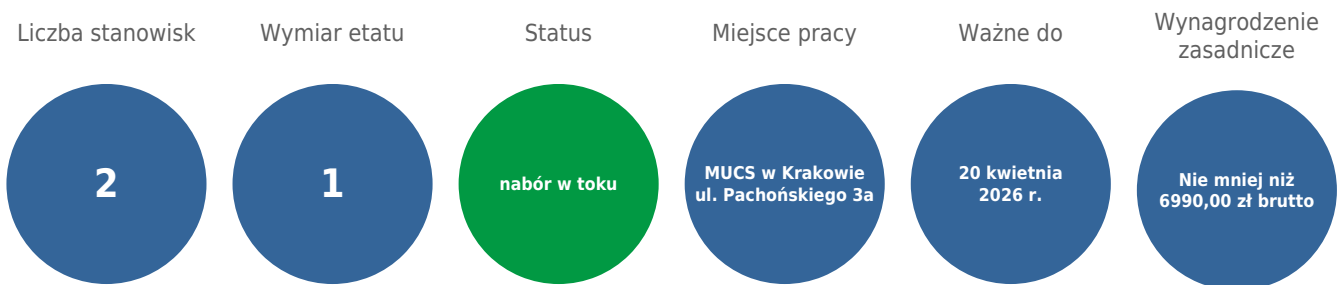 Liczba stanowisk
2
Wymiar etatu
1
Status
nabór w toku
Miejsce pracy
MUCS w Krakowie
ul. Pachońskiego 3a
Ważne do
20 kwietnia
2026 r.
Wynagrodzenie
zasadnicze
Nie mniej niż
6990,00 zł brutto